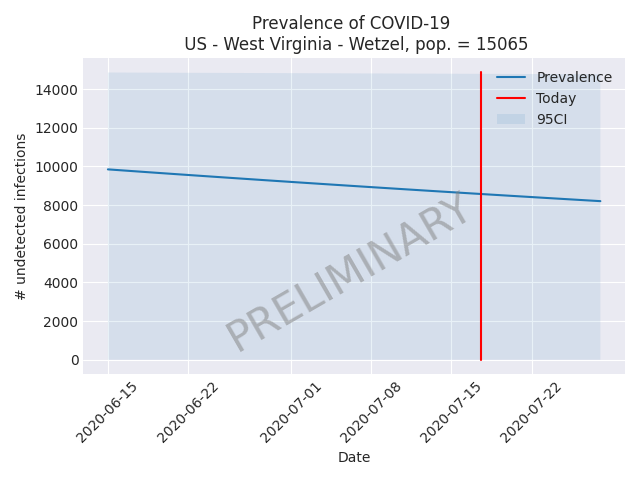 Prevalence of COVID-19
US - West Virginia - Wetzel, pop. = 15065
# undetected infections
14000
12000
10000
8000
6000
4000
2000
0
Prevalence
Today
95CI
PRELIMINARY
2020-06-15
2020-06-22
2020-07-01
2020-07-08
2020-07-15
2020-07-22
Date